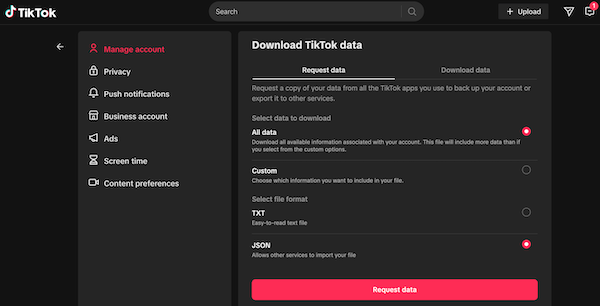 TikTok
Search
+ Upload
1
Manage account
Privacy
Push notifications
Business account
Ads
Screen time
Content preferences
Download TikTok data
Request data
Download data
Request a copy of your data from all the TikTok apps you use to back up your account or
export it to other services.
Select data to download
All data
Download all available information associated with your account. This file will include more data than if
you select from the custom options.
Custom
Choose which information you want to include in your file.
Select file format
TXT
Easy-to-read text file
JSON
Allows other services to import your file
Request data